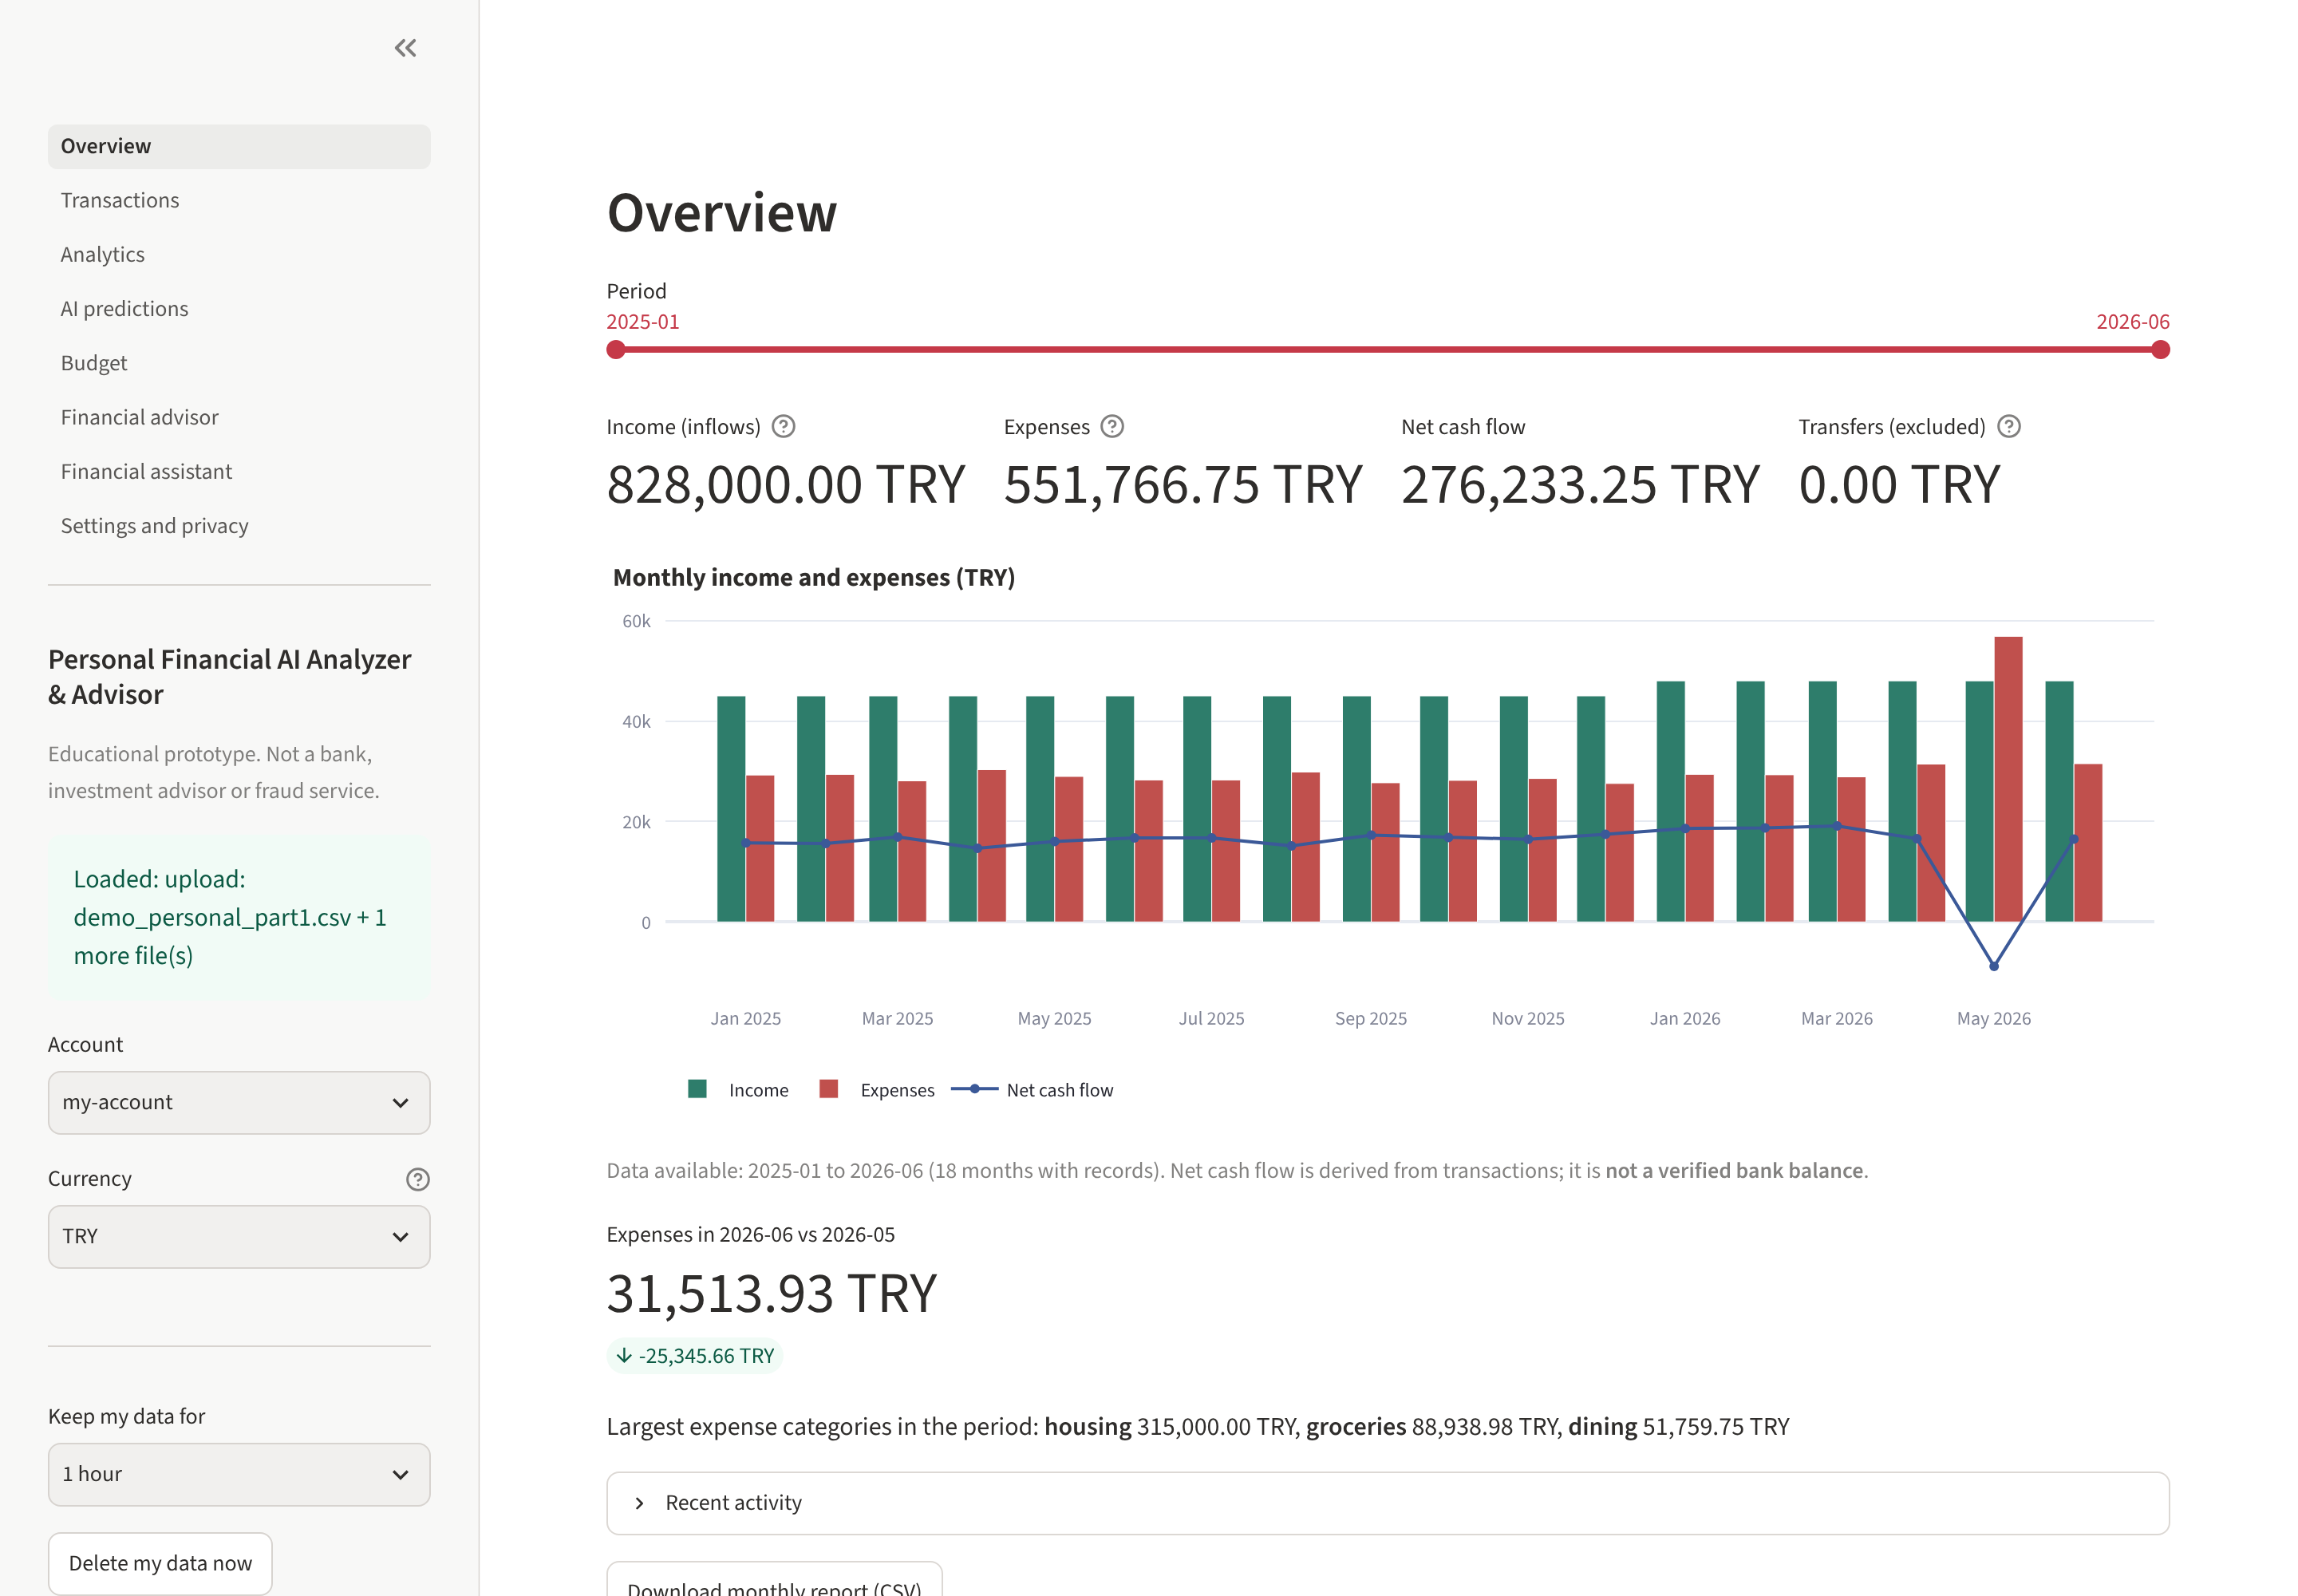 Overview
Transactions
Analytics
AI predictions
Budget
Financial advisor
Financial assistant
Settings and privacy
Personal Financial AI Analyzer
& Advisor
Educational prototype. Not a bank,
investment advisor or fraud service.
Loaded: upload:
demo_personal_part1.csv + 1
more file(s)
Account
my-account
Currency
TRY
Keep my data for
1 hour
Delete my data now
Overview
Period
2025-01 2026-06
Income (inflows) Expenses Net cash flow Transfers (excluded)
828,000.00 TRY 551,766.75 TRY 276,233.25 TRY 0.00 TRY
Monthly income and expenses (TRY)
60k
40k
20k
0
Jan 2025 Mar 2025 May 2025 Jul 2025 Sep 2025 Nov 2025 Jan 2026 Mar 2026 May 2026
Income Expenses Net cash flow
Data available: 2025-01 to 2026-06 (18 months with records). Net cash flow is derived from transactions; it is not a verified bank balance.
Expenses in 2026-06 vs 2026-05
31,513.93 TRY
↓ -25,345.66 TRY
Largest expense categories in the period: housing 315,000.00 TRY, groceries 88,938.98 TRY, dining 51,759.75 TRY
Recent activity
Download monthly report (CSV)